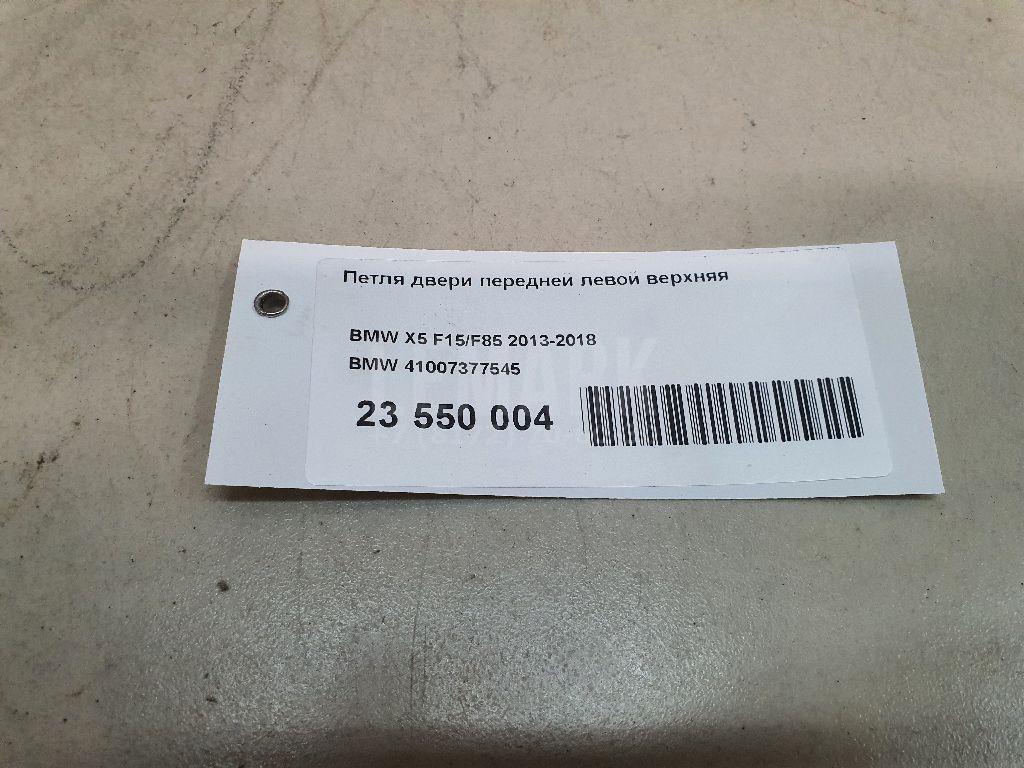 Петля двери передней левой верхняя
BMW X5 F15/F85 2013-2018
BMW 41007377545
23 550 004